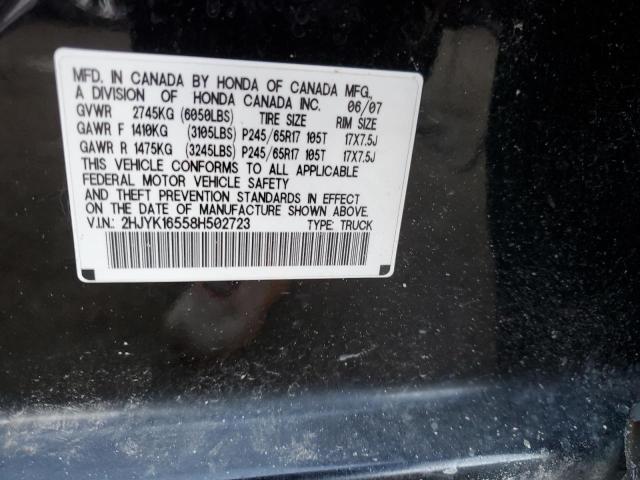 MFD. IN CANADA BY HONDA OF CANADA MFG.,
A DIVISION OF HONDA CANADA INC. 06/07
GVWR 2745KG (6050LBS) TIRE SIZE RIM SIZE
GAWR F 1410KG (3105LBS) P245/65R17 105T 17X7.5J
GAWR R 1475KG (3245LBS) P245/65R17 105T 17X7.5J
THIS VEHICLE CONFORMS TO ALL APPLICABLE
FEDERAL MOTOR VEHICLE SAFETY
AND THEFT PREVENTION STANDARDS IN EFFECT
ON THE DATE OF MANUFACTURE SHOWN ABOVE.
V.I.N.: 2HJYK16558H502723 TYPE: TRUCK